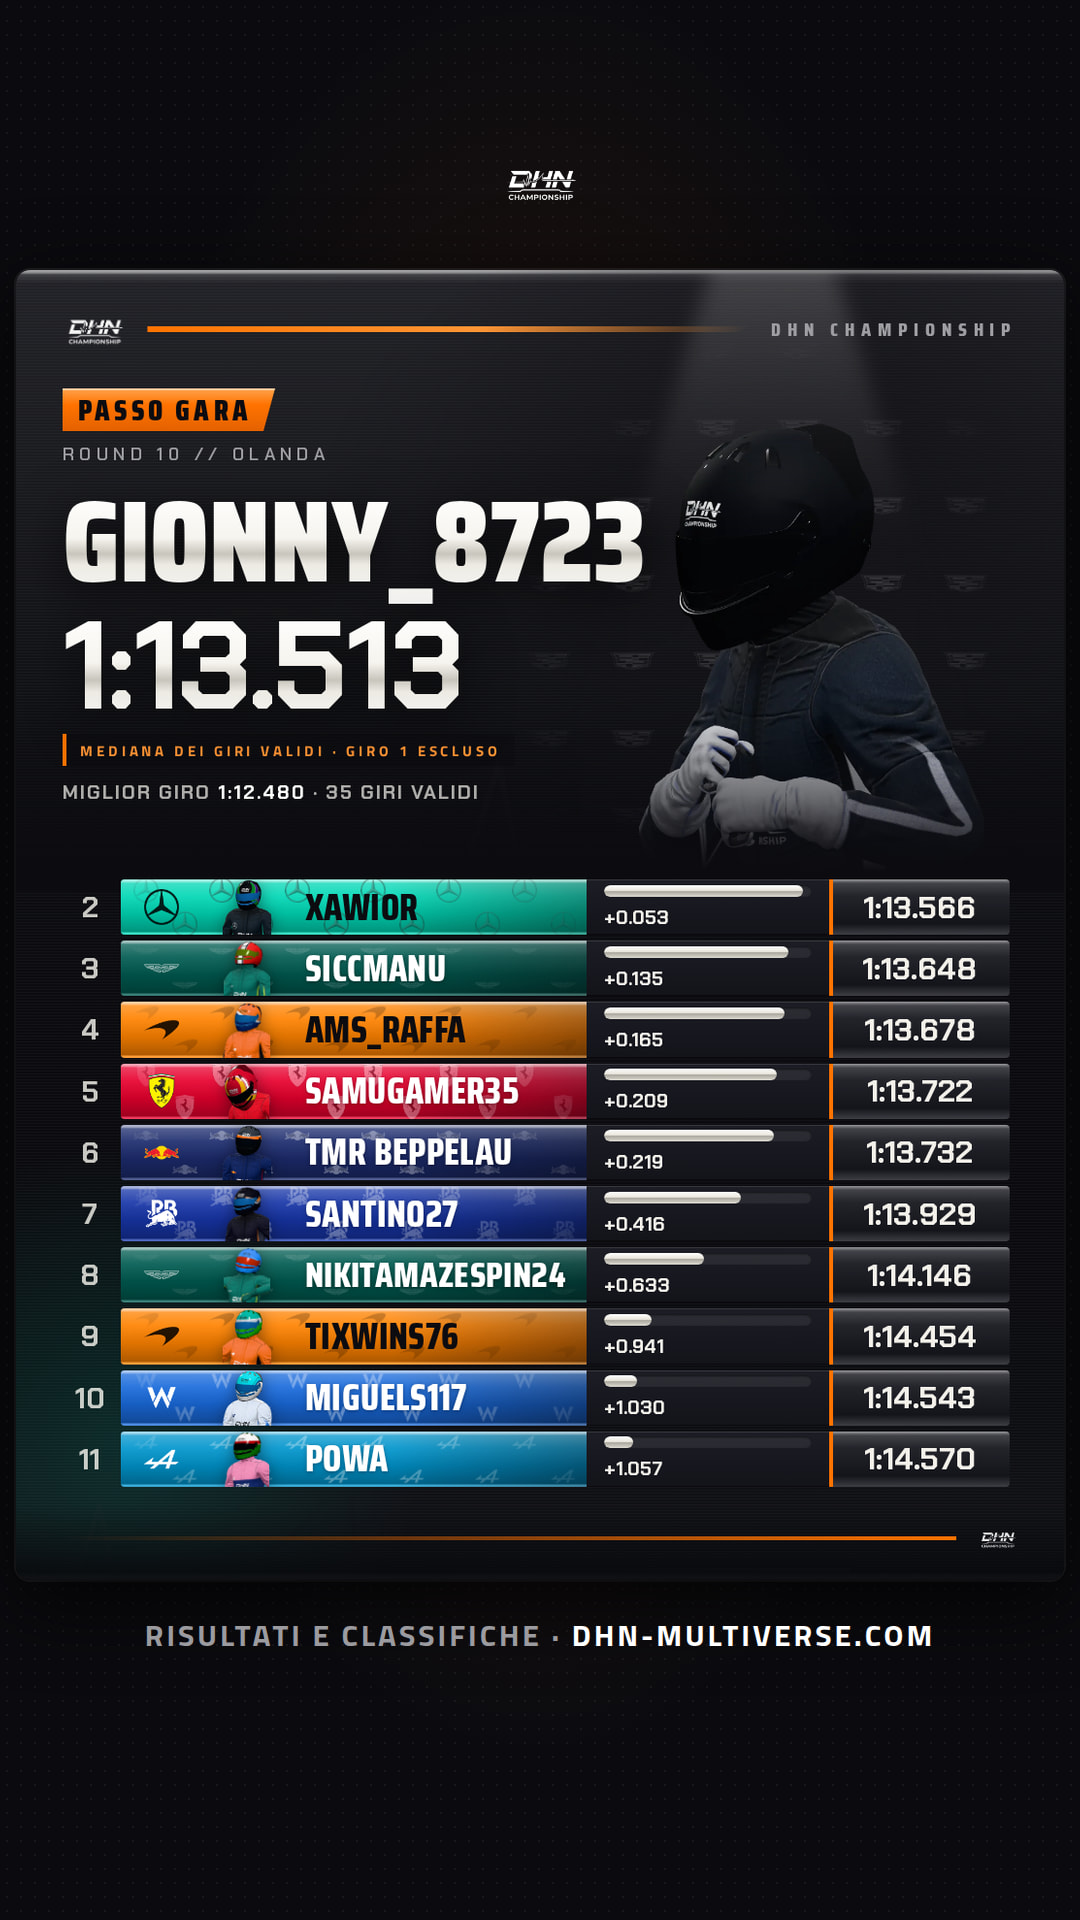 DHN
CHAMPIONSHIP
DHN
CHAMPIONSHIP
DHN CHAMPIONSHIP
PASSO GARA
ROUND 10 // OLANDA
GIONNY_8723
1:13.513
MEDIANA DEI GIRI VALIDI · GIRO 1 ESCLUSO
MIGLIOR GIRO 1:12.480 · 35 GIRI VALIDI
DHN
CHAMPIONSHIP
2 XAWIOR +0.053 1:13.566
3 SICCMANU +0.135 1:13.648
4 AMS_RAFFA +0.165 1:13.678
5 SAMUGAMER35 +0.209 1:13.722
6 TMR BEPPELAU +0.219 1:13.732
7 SANTINO27 +0.416 1:13.929
8 NIKITAMAZESPIN24 +0.633 1:14.146
9 TIXWINS76 +0.941 1:14.454
10 W MIGUELS117 +1.030 1:14.543
11 POWA +1.057 1:14.570
DHN
CHAMPIONSHIP
RISULTATI E CLASSIFICHE · DHN-MULTIVERSE.COM